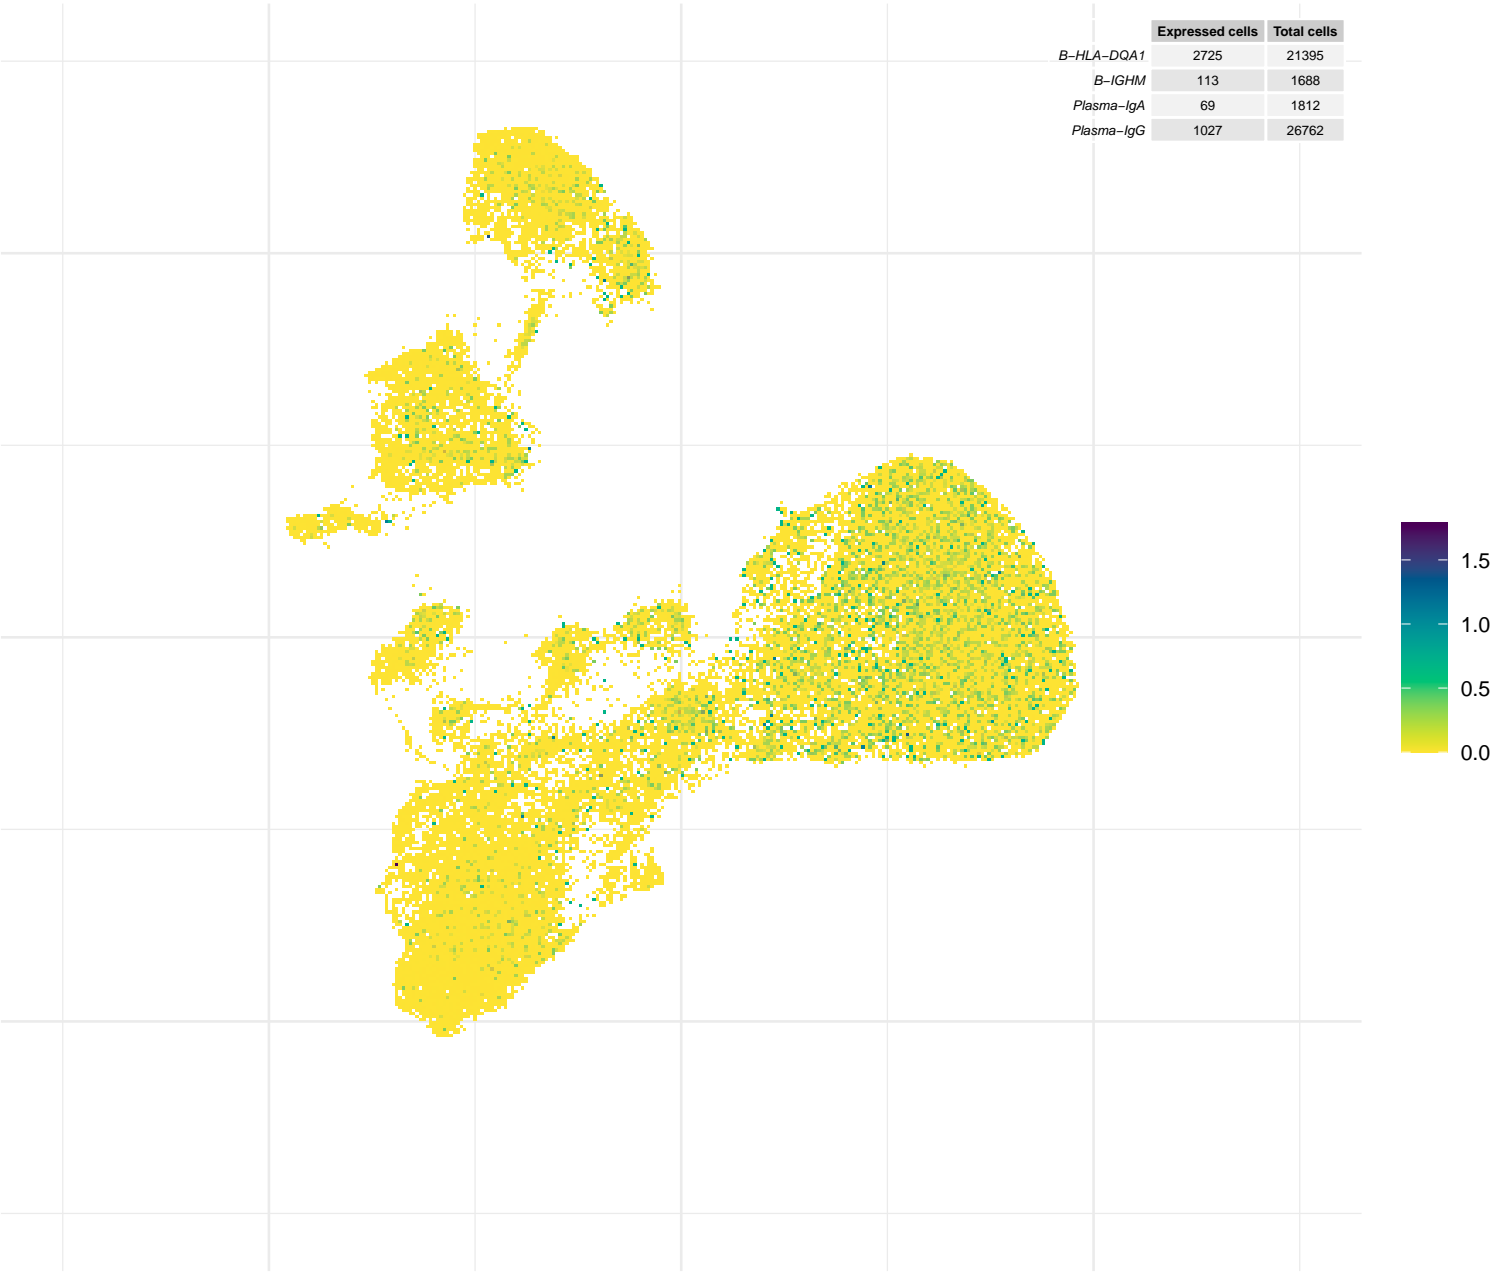 Expressed cells Total cells
B−HLA−DQA1 2725 21395
B−IGHM 113 1688
Plasma−IgA 69 1812
Plasma−IgG 1027 26762
1.5
1.0
0.5
0.0